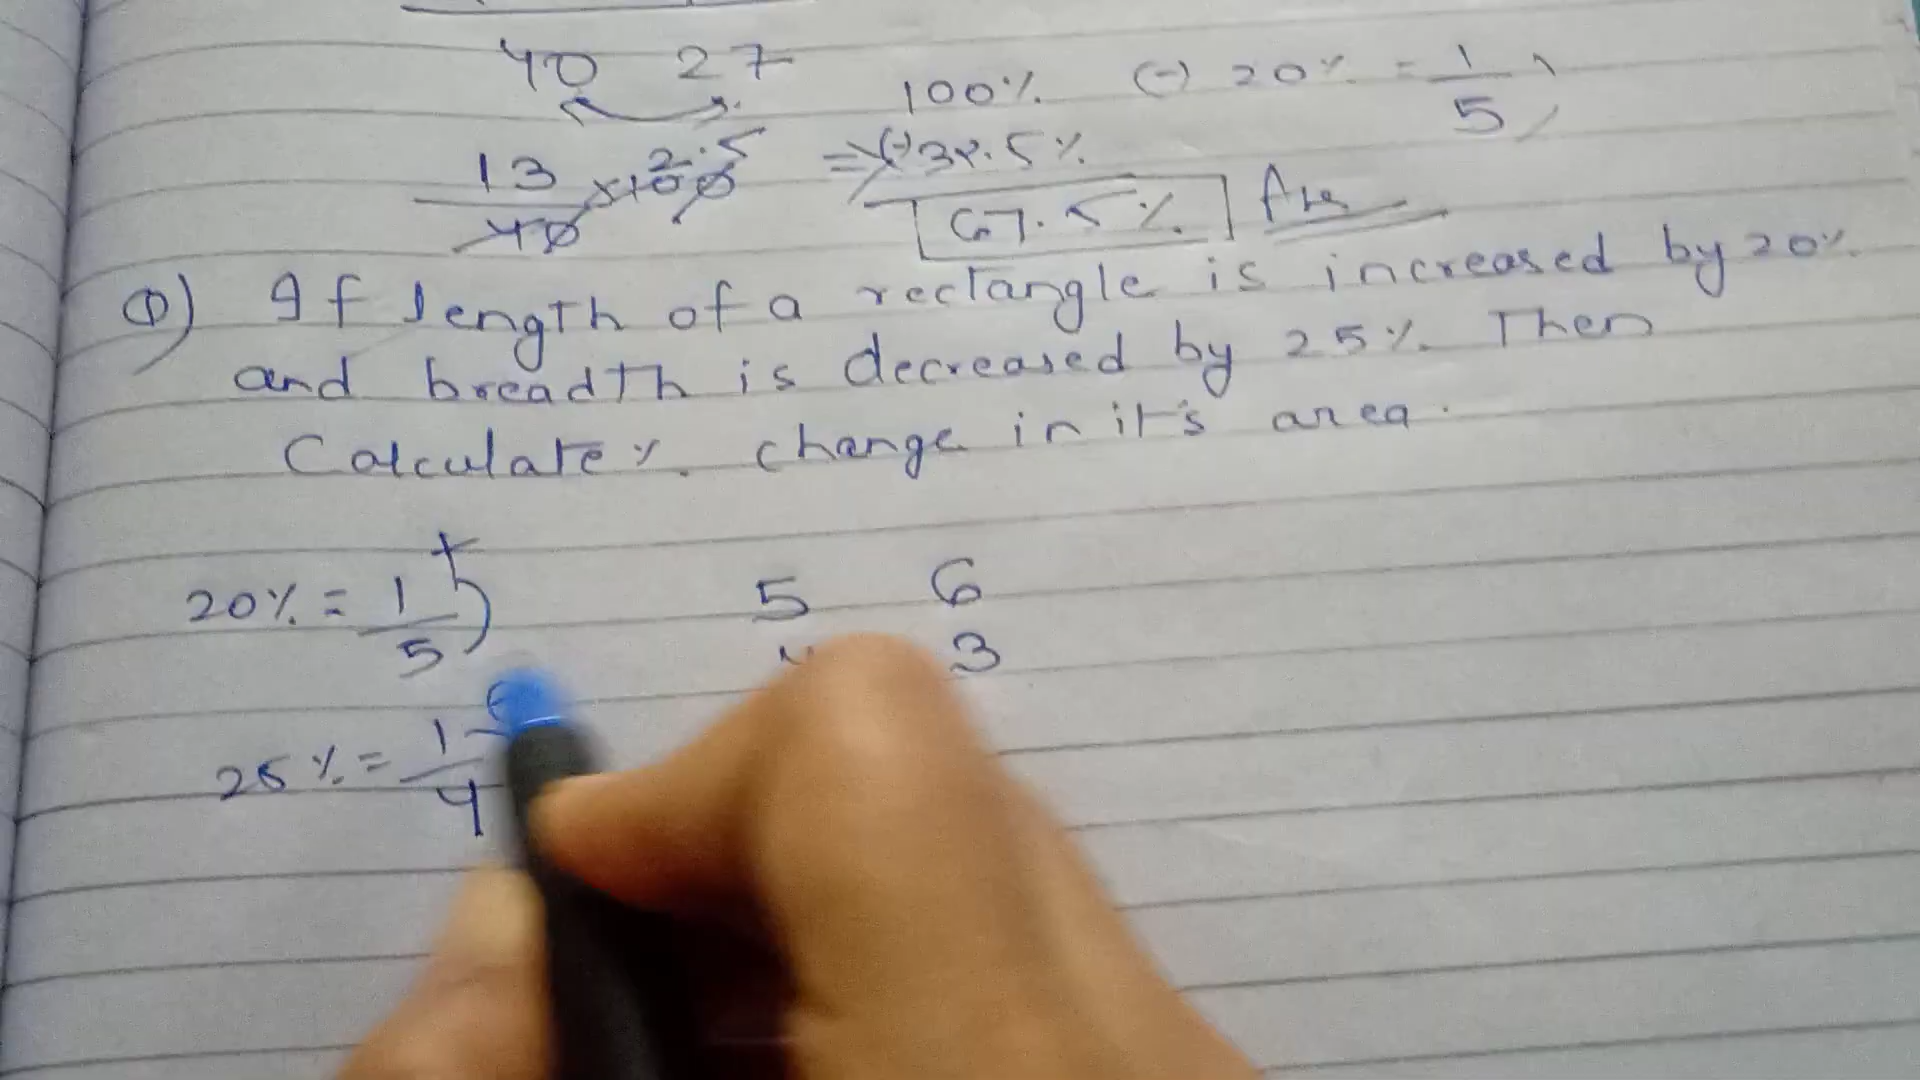 40 27
100% (-) 20% = 1/5
13/40 × 100 2.5 = (-) 32.5%
67.5% Ans
Q) If length of a rectangle is increased by 20%
and breadth is decreased by 25%. Then
Calculate %. change in it's area.
20% = 1/5 +
5 6
3
25% = 1/4